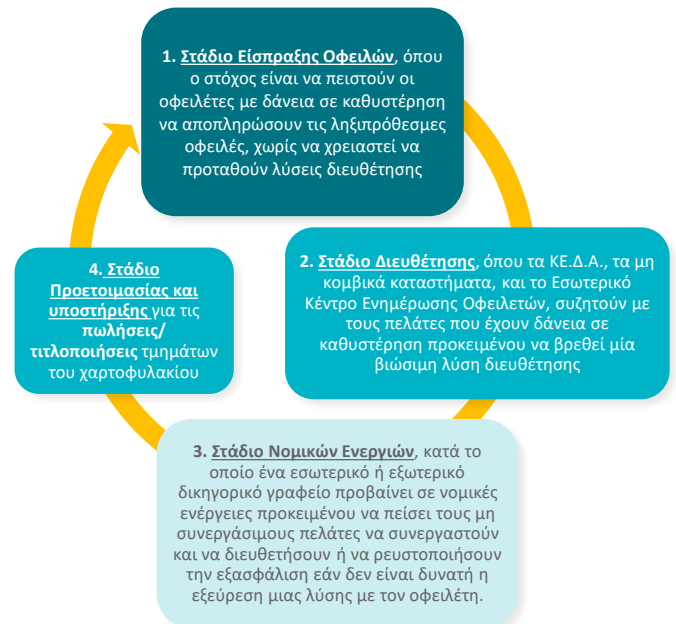 1. Στάδιο Είσπραξης Οφειλών, όπου
ο στόχος είναι να πειστούν οι
οφειλέτες με δάνεια σε καθυστέρηση
να αποπληρώσουν τις ληξιπρόθεσμες
οφειλές, χωρίς να χρειαστεί να
προταθούν λύσεις διευθέτησης
2. Στάδιο Διευθέτησης, όπου τα ΚΕ.Δ.Α., τα μη
κομβικά καταστήματα, και το Εσωτερικό
Κέντρο Ενημέρωσης Οφειλετών, συζητούν με
τους πελάτες που έχουν δάνεια σε
καθυστέρηση προκειμένου να βρεθεί μία
βιώσιμη λύση διευθέτησης
3. Στάδιο Νομικών Ενεργιών, κατά το
οποίο ένα εσωτερικό ή εξωτερικό
δικηγορικό γραφείο προβαίνει σε νομικές
ενέργειες προκειμένου να πείσει τους μη
συνεργάσιμους πελάτες να συνεργαστούν
και να διευθετήσουν ή να ρευστοποιήσουν
την εξασφάλιση εάν δεν είναι δυνατή η
εξεύρεση μιας λύσης με τον οφειλέτη.
4. Στάδιο
Προετοιμασίας και
υποστήριξης για τις
πωλήσεις/
τιτλοποιήσεις τμημάτων
του χαρτοφυλακίου